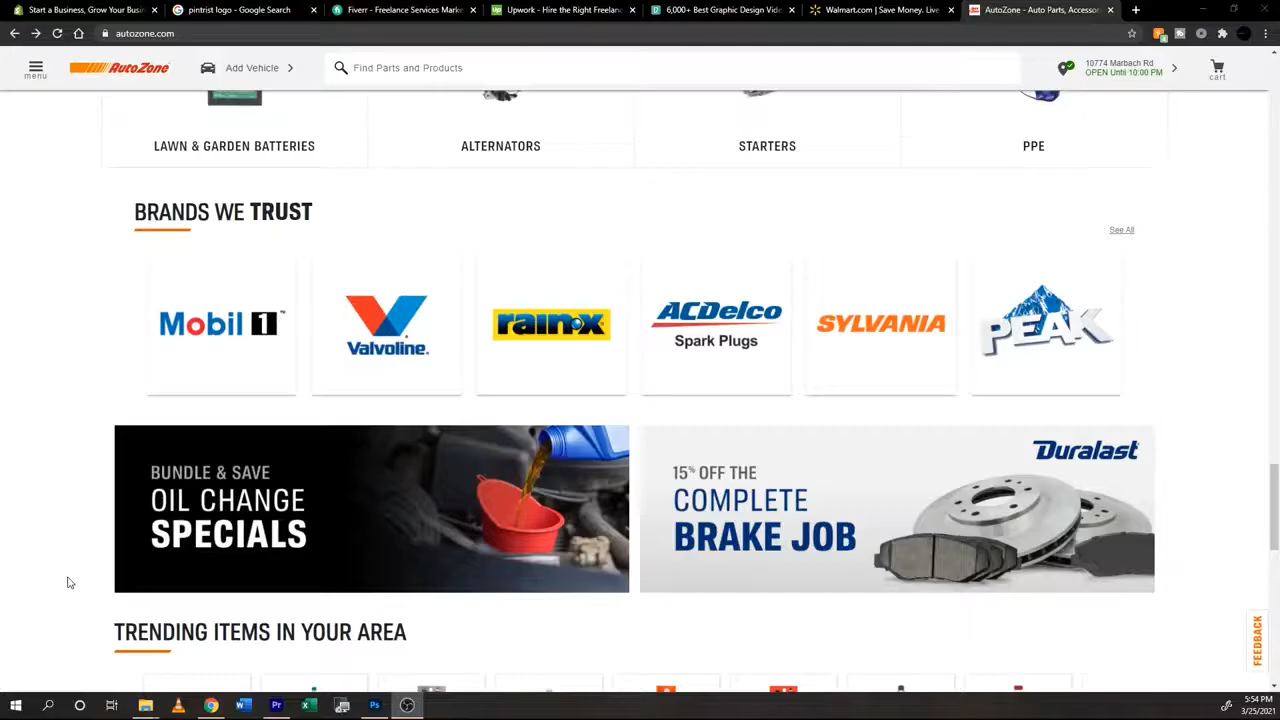 Start a Business, Grow Your Busi
pintrist logo - Google Search
Fiverr - Freelance Services Marke
Upwork - Hire the Right Freelanc
6,000+ Best Graphic Design Vide
Walmart.com | Save Money. Live
AutoZone - Auto Parts, Accessor
autozone.com
menu
AutoZone
Add Vehicle
Find Parts and Products
10774 Marbach Rd
OPEN Until 10:00 PM
cart
LAWN & GARDEN BATTERIES
ALTERNATORS
STARTERS
PPE
BRANDS WE TRUST
See All
Mobil 1™
Valvoline.
rain-x
ACDelco
Spark Plugs
SYLVANIA
PEAK
BUNDLE & SAVE
OIL CHANGE
SPECIALS
Duralast
15% OFF THE
COMPLETE
BRAKE JOB
TRENDING ITEMS IN YOUR AREA
FEEDBACK
5:54 PM
3/25/2021